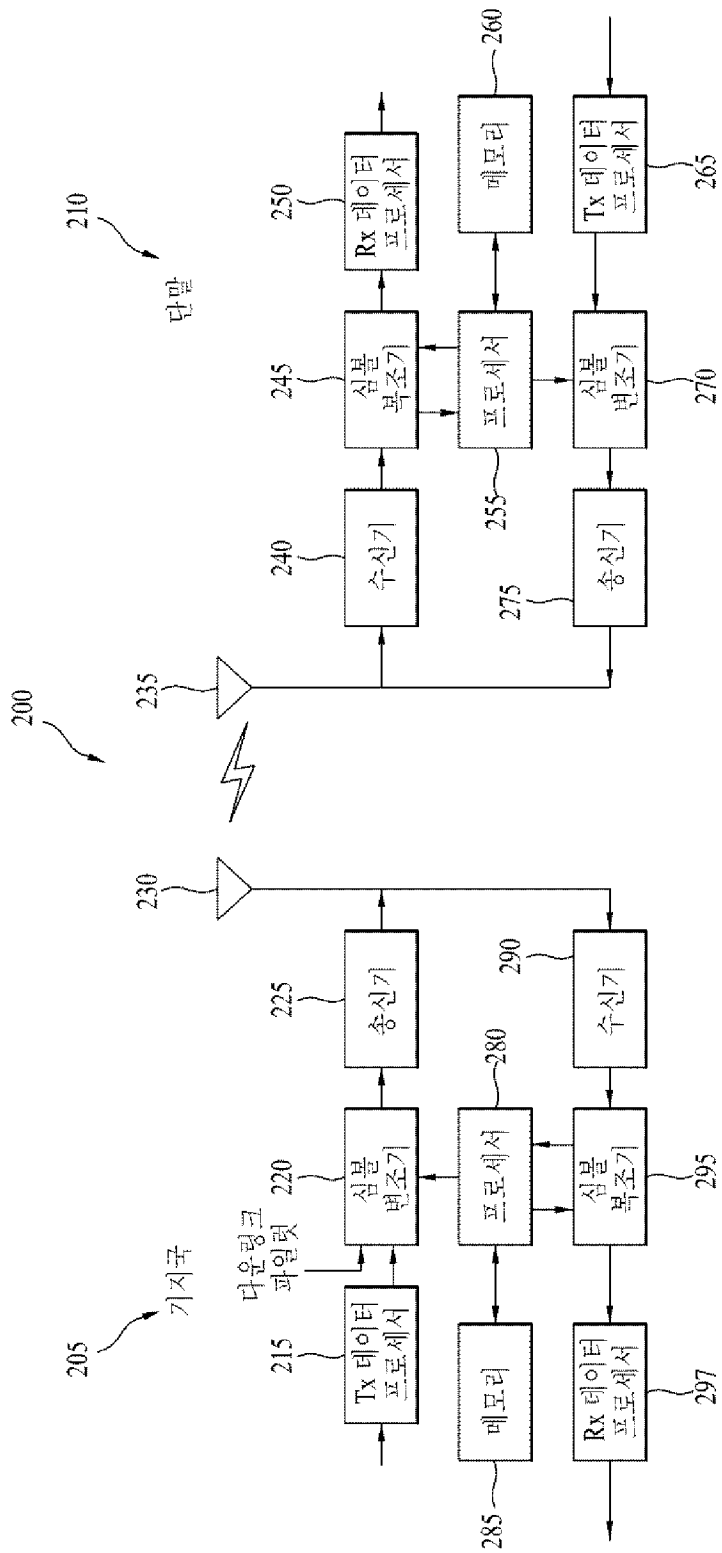 200
205
기지국
210
단말
다운링크
파일럿
215
Tx 데이터
프로세서
220
심볼
변조기
225
송신기
230
235
240
수신기
245
심볼
복조기
250
Rx 데이터
프로세서
285
메모리
280
프로세서
255
프로세서
260
메모리
297
Rx 데이터
프로세서
295
심볼
복조기
290
수신기
275
송신기
270
심볼
변조기
265
Tx 데이터
프로세서